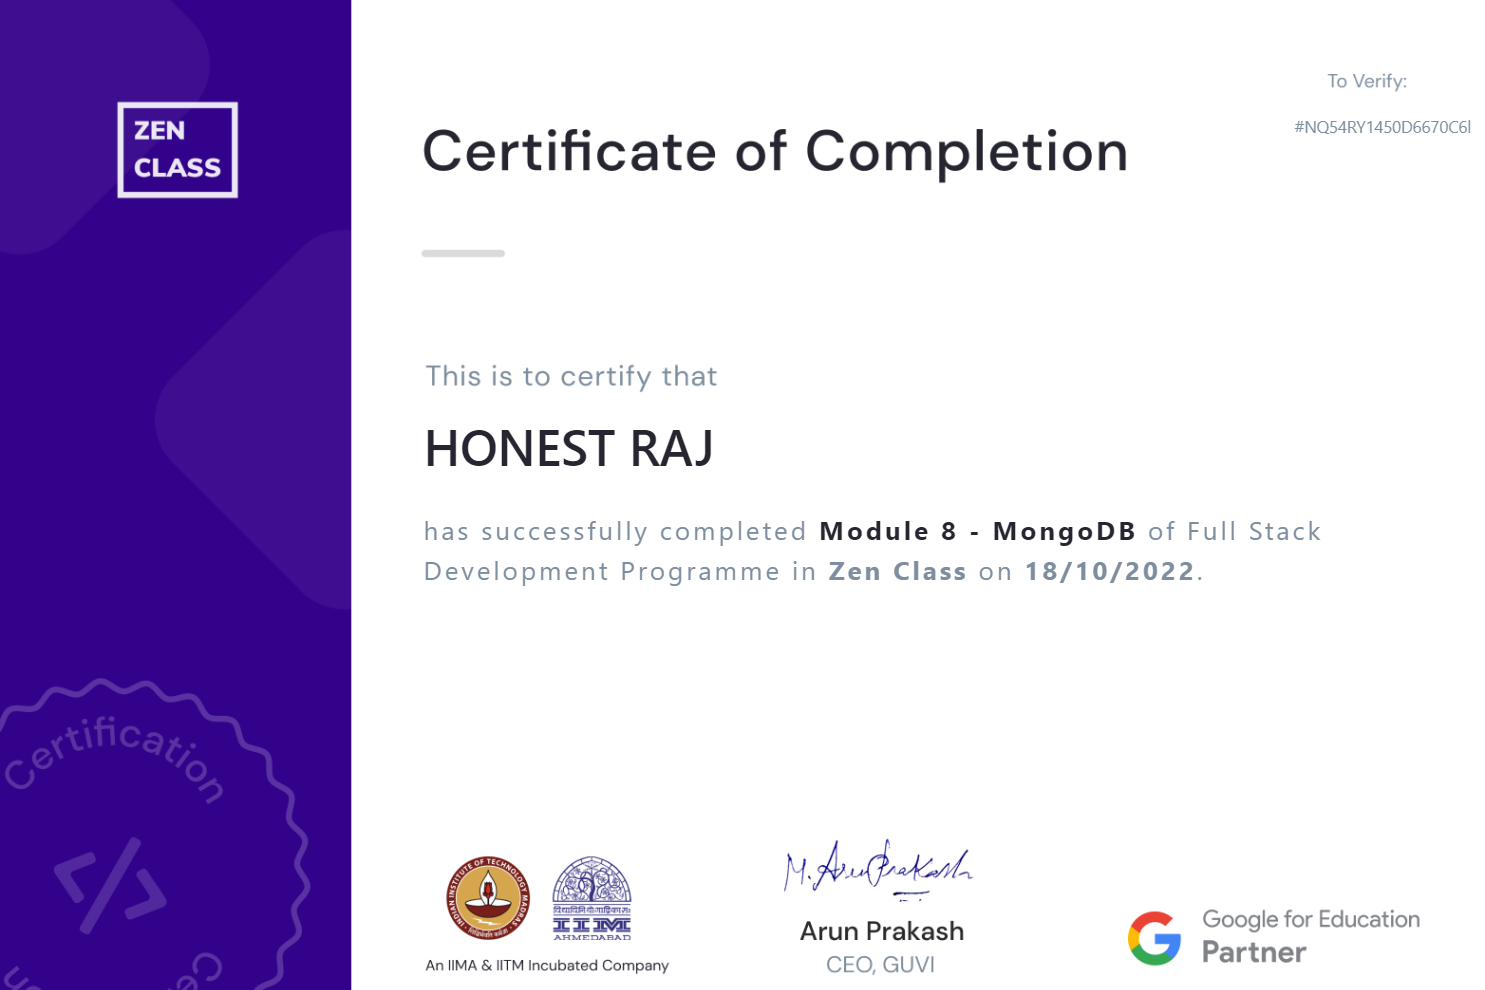 ZEN
CLASS
To Verify:
#NQ54RY1450D6670C6l
Certificate of Completion
This is to certify that
HONEST RAJ
has successfully completed Module 8 - MongoDB of Full Stack
Development Programme in Zen Class on 18/10/2022.
Certification
</>
INDIAN INSTITUTE OF TECHNOLOGY MADRAS
IIM
AHMEDABAD
An IIMA & IITM Incubated Company
M. Arun Prakash
Arun Prakash
CEO, GUVI
Google for Education
Partner